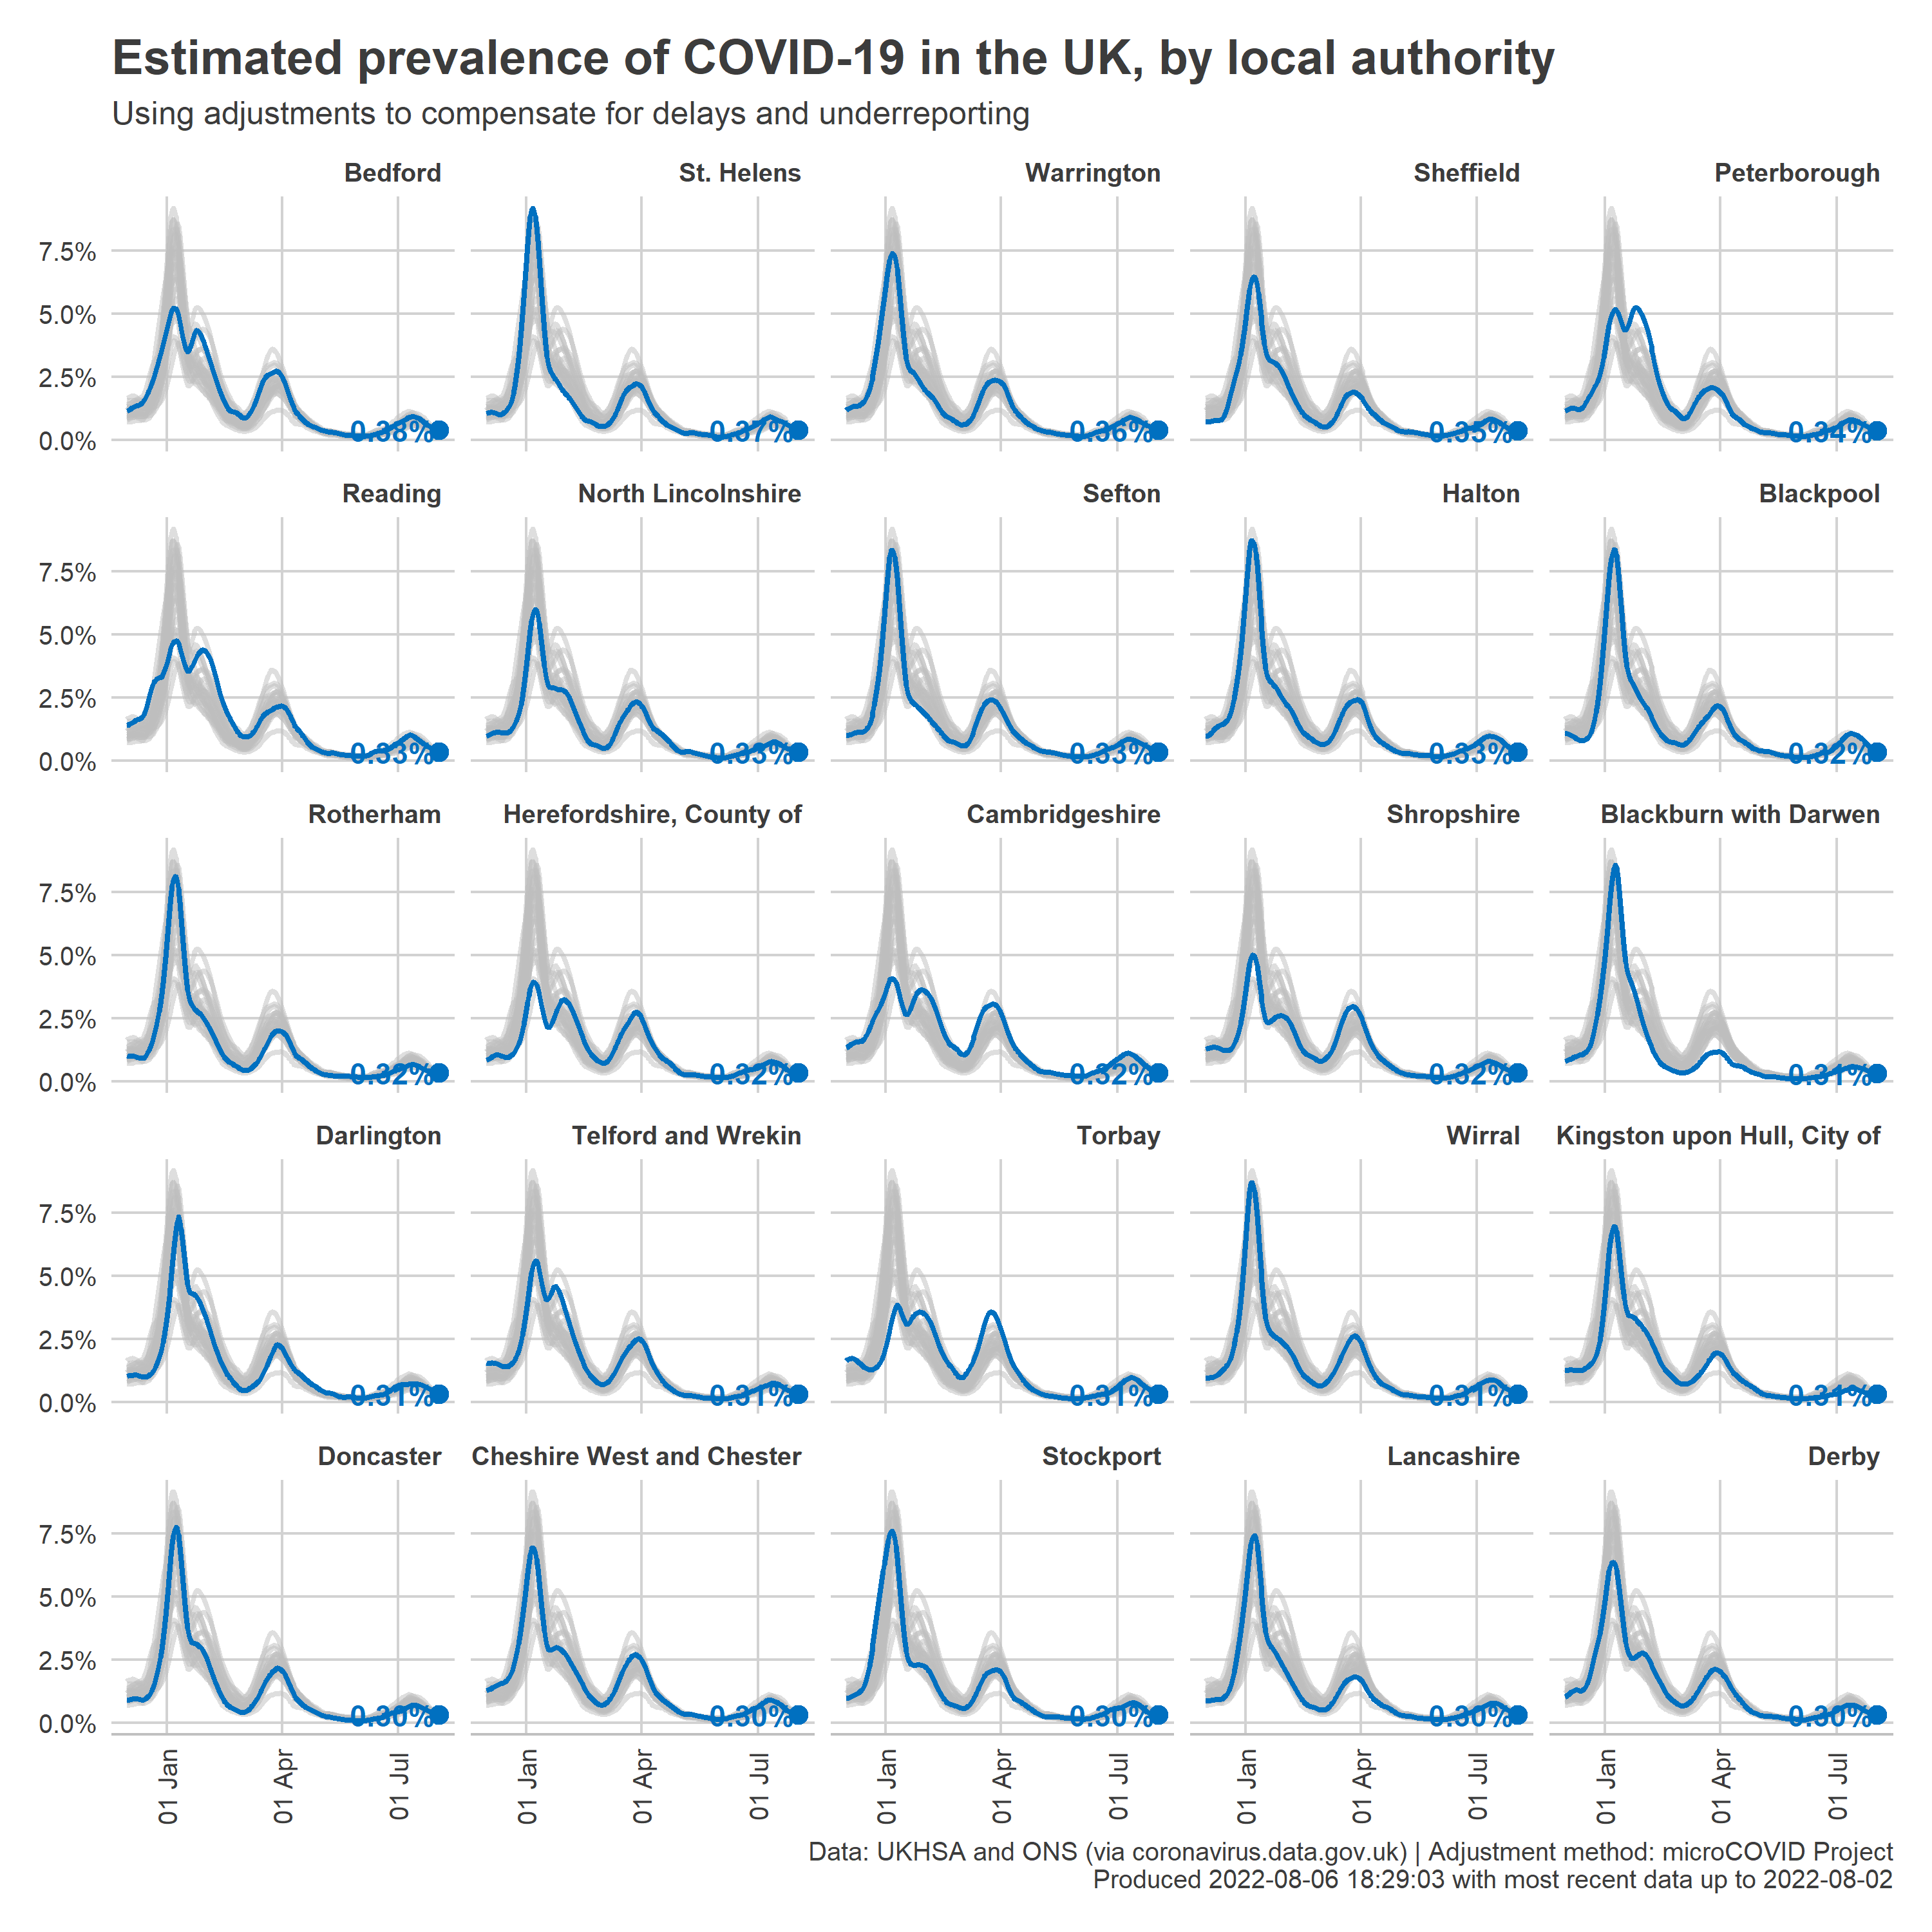 Estimated prevalence of COVID-19 in the UK, by local authority
Using adjustments to compensate for delays and underreporting
Bedford
St. Helens
Warrington
Sheffield
Peterborough
7.5%
5.0%
2.5%
0.0%
0.38%
0.37%
0.36%
0.35%
0.34%
Reading
North Lincolnshire
Sefton
Halton
Blackpool
7.5%
5.0%
2.5%
0.0%
0.33%
0.33%
0.33%
0.33%
0.32%
Rotherham
Herefordshire, County of
Cambridgeshire
Shropshire
Blackburn with Darwen
7.5%
5.0%
2.5%
0.0%
0.32%
0.32%
0.32%
0.32%
0.31%
Darlington
Telford and Wrekin
Torbay
Wirral
Kingston upon Hull, City of
7.5%
5.0%
2.5%
0.0%
0.31%
0.31%
0.31%
0.31%
0.31%
Doncaster
Cheshire West and Chester
Stockport
Lancashire
Derby
7.5%
5.0%
2.5%
0.0%
0.30%
0.30%
0.30%
0.30%
0.30%
01 Jan
01 Apr
01 Jul
01 Jan
01 Apr
01 Jul
01 Jan
01 Apr
01 Jul
01 Jan
01 Apr
01 Jul
01 Jan
01 Apr
01 Jul
Data: UKHSA and ONS (via coronavirus.data.gov.uk) | Adjustment method: microCOVID Project
Produced 2022-08-06 18:29:03 with most recent data up to 2022-08-02